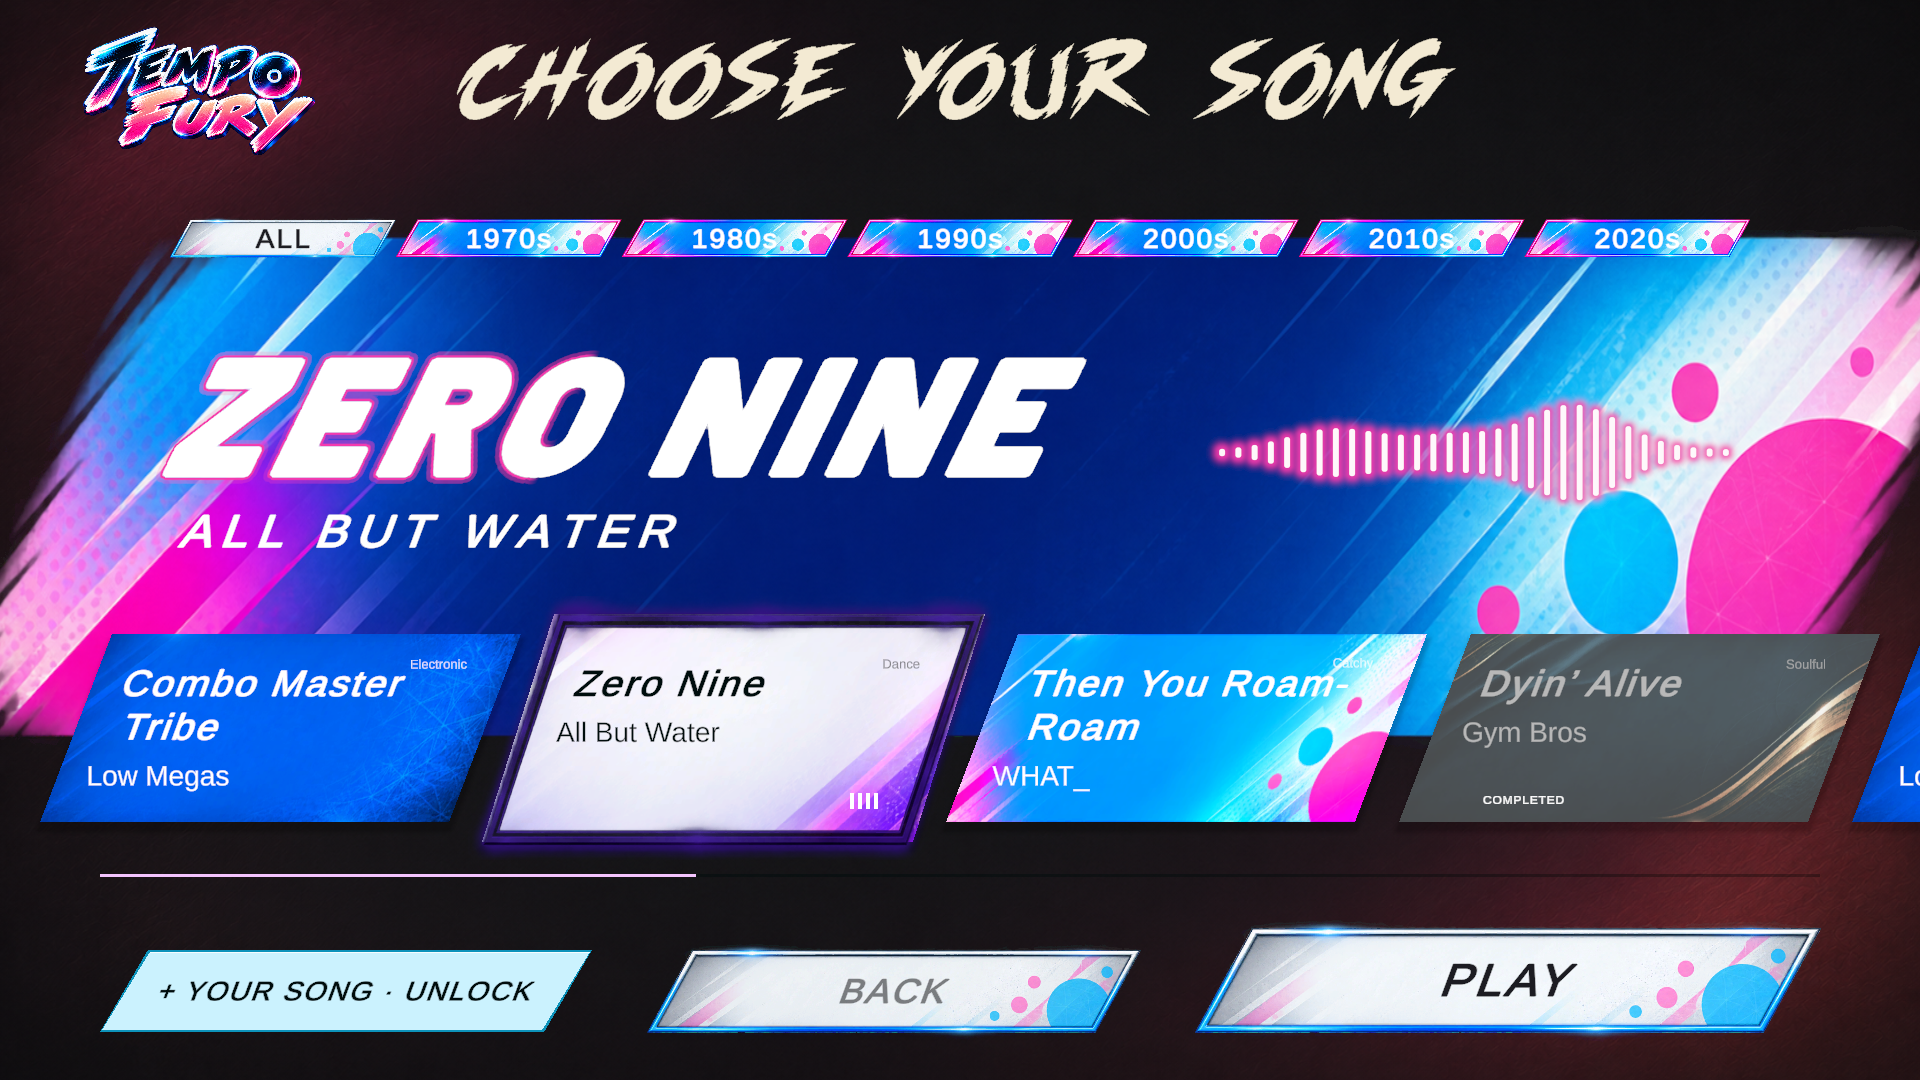 TEMPO
FURY
CHOOSE YOUR SONG
ALL
1970s
1980s
1990s
2000s
2010s
2020s
ZERO NINE
ALL BUT WATER
Combo Master
Tribe
Electronic
Low Megas
Zero Nine
Dance
All But Water
Then You Roam-
Roam
Catchy
WHAT_
Dyin’ Alive
Soulful
Gym Bros
COMPLETED
+ YOUR SONG · UNLOCK
BACK
PLAY